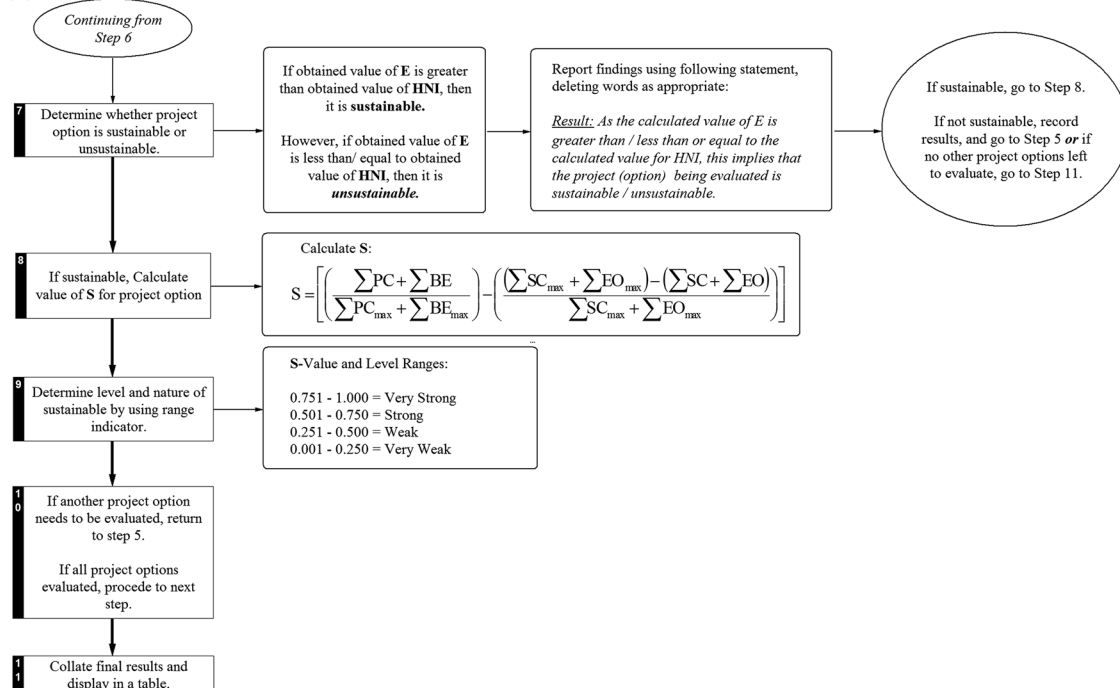 Continuing from
Step 6
7
Determine whether project
option is sustainable or
unsustainable.
If obtained value of E is greater
than obtained value of HNI, then
it is sustainable.
However, if obtained value of E
is less than/ equal to obtained
value of HNI, then it is
unsustainable.
Report findings using following statement,
deleting words as appropriate:
Result: As the calculated value of E is
greater than / less than or equal to the
calculated value for HNI, this implies that
the project (option) being evaluated is
sustainable / unsustainable.
If sustainable, go to Step 8.
If not sustainable, record
results, and go to Step 5 or if
no other project options left
to evaluate, go to Step 11.
8
If sustainable, Calculate
value of S for project option
Calculate S:
S = [ ( (∑PC + ∑BE) / (∑PCmax + ∑BEmax) ) − ( ( (∑SCmax + ∑EOmax) − (∑SC + ∑EO) ) / (∑SCmax + ∑EOmax) ) ]
...
9
Determine level and nature of
sustainable by using range
indicator.
S-Value and Level Ranges:
0.751 - 1.000 = Very Strong
0.501 - 0.750 = Strong
0.251 - 0.500 = Weak
0.001 - 0.250 = Very Weak
10
If another project option
needs to be evaluated, return
to step 5.
If all project options
evaluated, procede to next
step.
11
Collate final results and
display in a table.